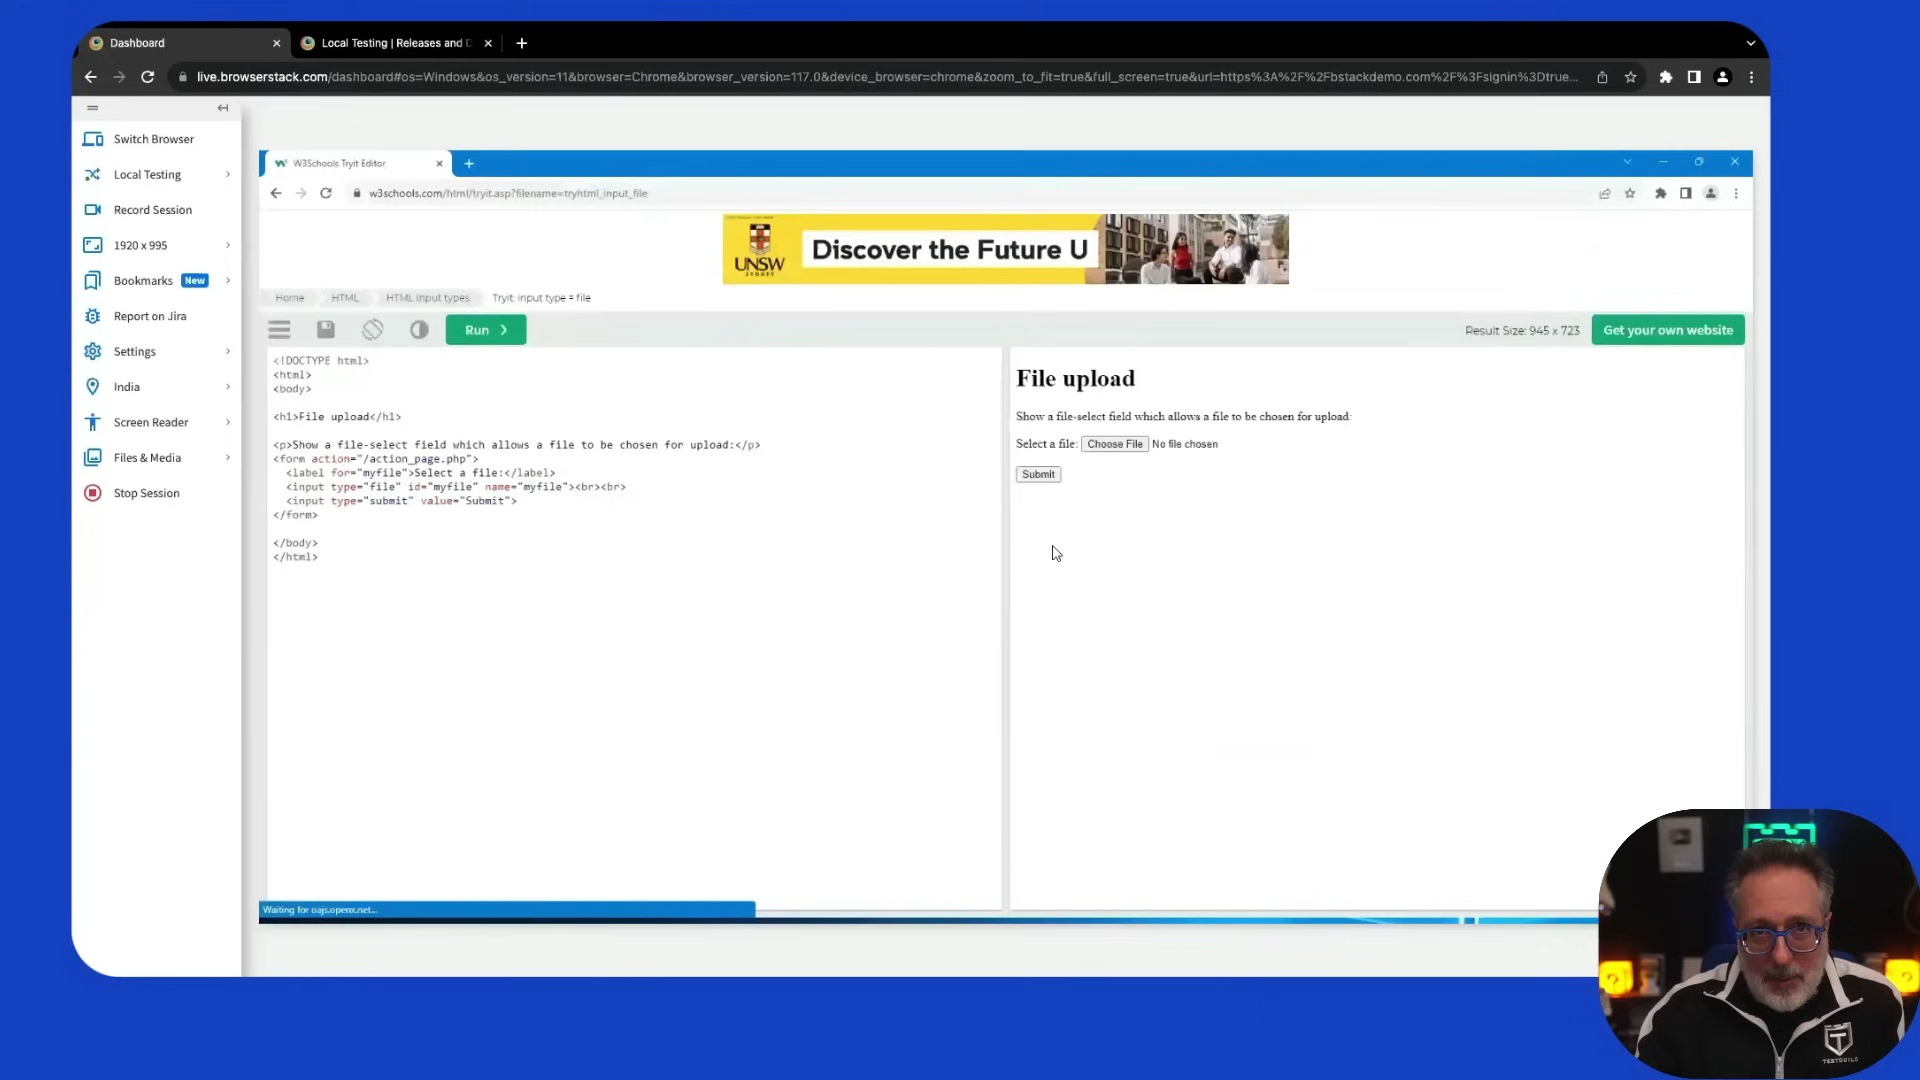 Dashboard
Local Testing | Releases and D
live.browserstack.com/dashboard#os=Windows&os_version=11&browser=Chrome&browser_version=117.0&device_browser=chrome&zoom_to_fit=true&full_screen=true&url=https%3A%2F%2Fbstackdemo.com%2F%3Fsignin%3Dtrue...
Switch Browser
Local Testing
Record Session
1920 x 995
Bookmarks New
Report on Jira
Settings
India
Screen Reader
Files & Media
Stop Session
W3Schools Tryit Editor
w3schools.com/html/tryit.asp?filename=tryhtml_input_file
UNSW
SYDNEY
Discover the Future U
Home
HTML
HTML Input types
Tryit: input type = file
Run
Result Size: 945 x 723
Get your own website
<!DOCTYPE html>
<html>
<body>
<h1>File upload</h1>
<p>Show a file-select field which allows a file to be chosen for upload:</p>
<form action="/action_page.php">
<label for="myfile">Select a file:</label>
<input type="file" id="myfile" name="myfile"><br><br>
<input type="submit" value="Submit">
</form>
</body>
</html>
File upload
Show a file-select field which allows a file to be chosen for upload:
Select a file: Choose File No file chosen
Submit
Waiting for oajs.openx.net...
TESTGUILD